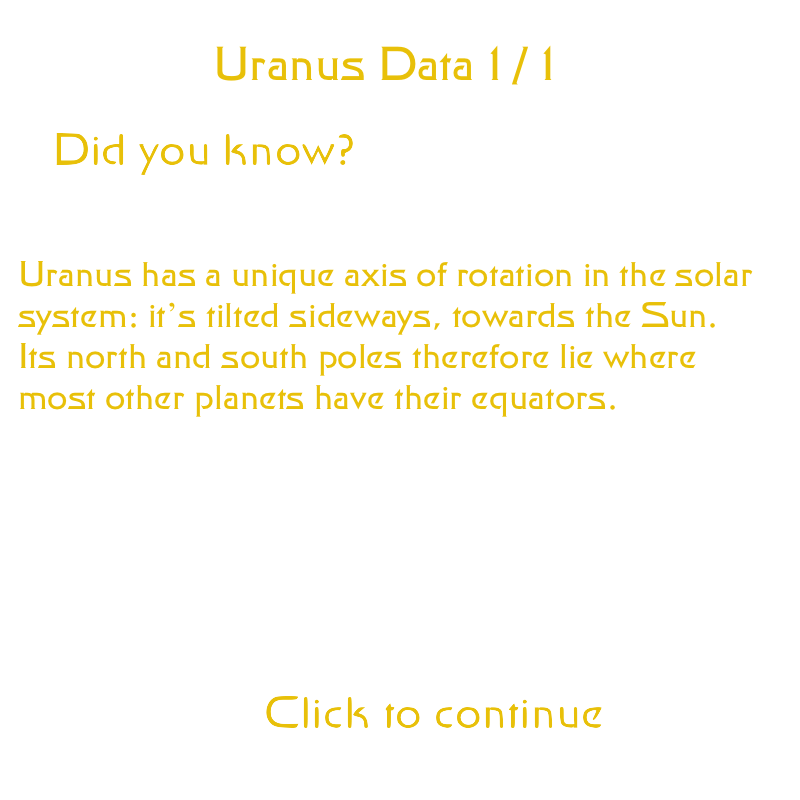 Uranus Data 1/1
Did you know?
Uranus has a unique axis of rotation in the solar
system: it's tilted sideways, towards the Sun.
Its north and south poles therefore lie where
most other planets have their equators.
Click to continue